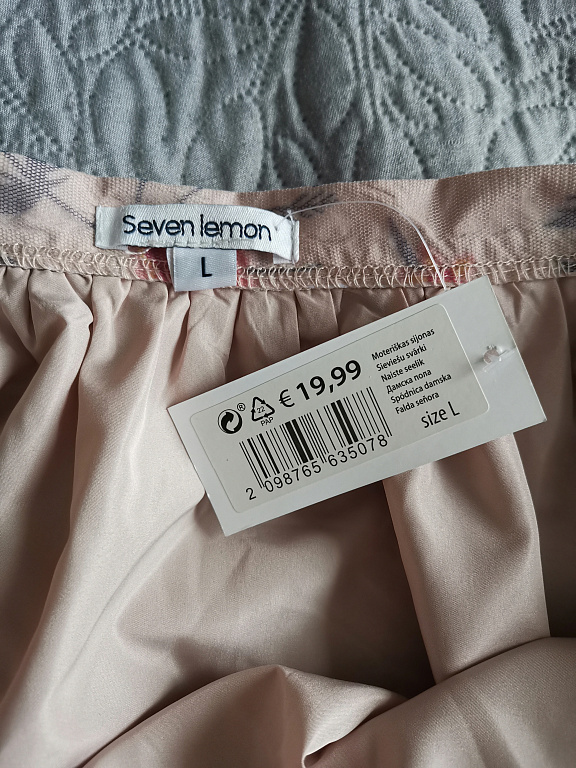 Seven lemon
L
€ 19,99
22
PAP
Moteriškas sijonas
Sieviešu svārki
Naiste seelik
Дамска пола
Spódnica damska
Falda señora
size L
2 098765 635078